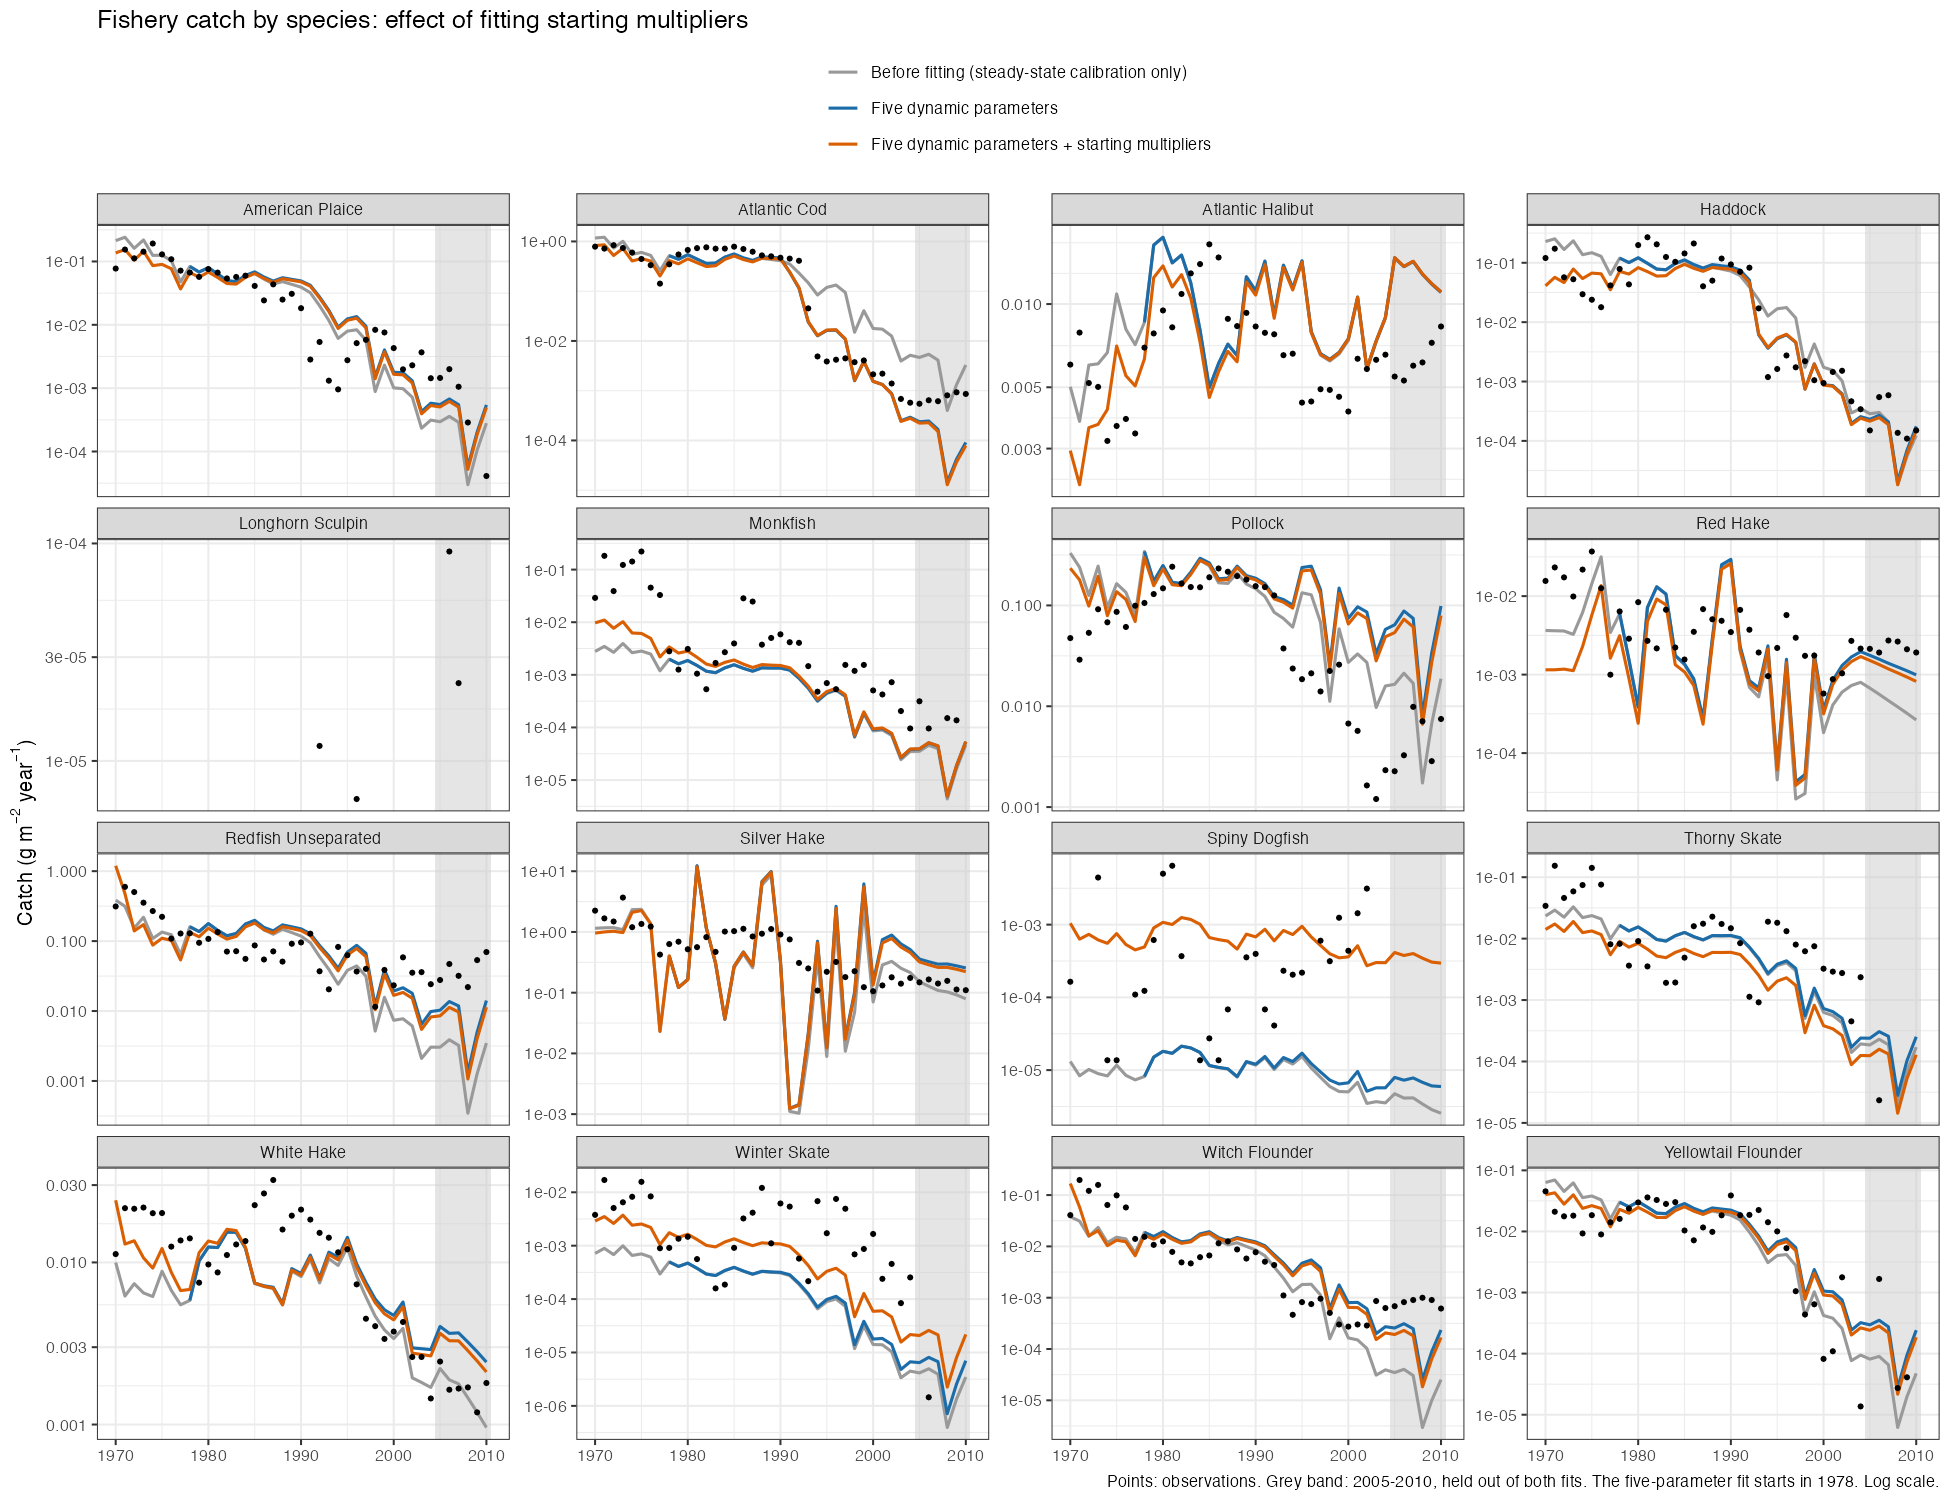 Fishery catch by species: effect of fitting starting multipliers
Before fitting (steady-state calibration only)
Five dynamic parameters
Five dynamic parameters + starting multipliers
American Plaice
Atlantic Cod
Atlantic Halibut
Haddock
1e-01
1e-02
1e-03
1e-04
1e+00
1e-02
1e-04
0.010
0.005
0.003
1e-01
1e-02
1e-03
1e-04
Longhorn Sculpin
Monkfish
Pollock
Red Hake
1e-04
3e-05
1e-05
1e-01
1e-02
1e-03
1e-04
1e-05
0.100
0.010
0.001
1e-02
1e-03
1e-04
Catch (g m⁻² year⁻¹)
Redfish Unseparated
Silver Hake
Spiny Dogfish
Thorny Skate
1.000
0.100
0.010
0.001
1e+01
1e+00
1e-01
1e-02
1e-03
1e-03
1e-04
1e-05
1e-01
1e-02
1e-03
1e-04
1e-05
White Hake
Winter Skate
Witch Flounder
Yellowtail Flounder
0.030
0.010
0.003
0.001
1e-02
1e-03
1e-04
1e-05
1e-06
1e-01
1e-02
1e-03
1e-04
1e-05
1e-01
1e-02
1e-03
1e-04
1e-05
1970 1980 1990 2000 2010
1970 1980 1990 2000 2010
1970 1980 1990 2000 2010
1970 1980 1990 2000 2010
Points: observations. Grey band: 2005-2010, held out of both fits. The five-parameter fit starts in 1978. Log scale.